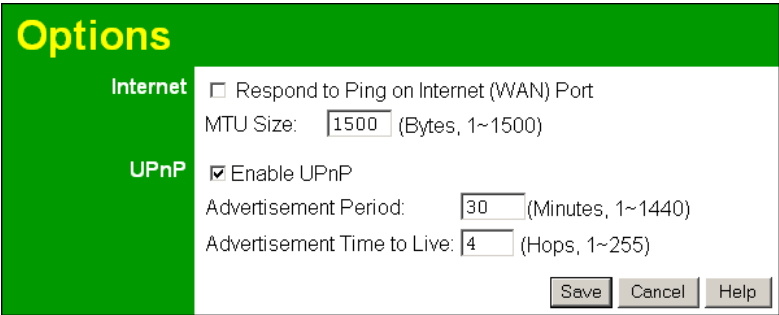 Options
Internet
Respond to Ping on Internet (WAN) Port
MTU Size: 1500 (Bytes, 1~1500)
UPnP
Enable UPnP
Advertisement Period: 30 (Minutes, 1~1440)
Advertisement Time to Live: 4 (Hops, 1~255)
Save Cancel Help